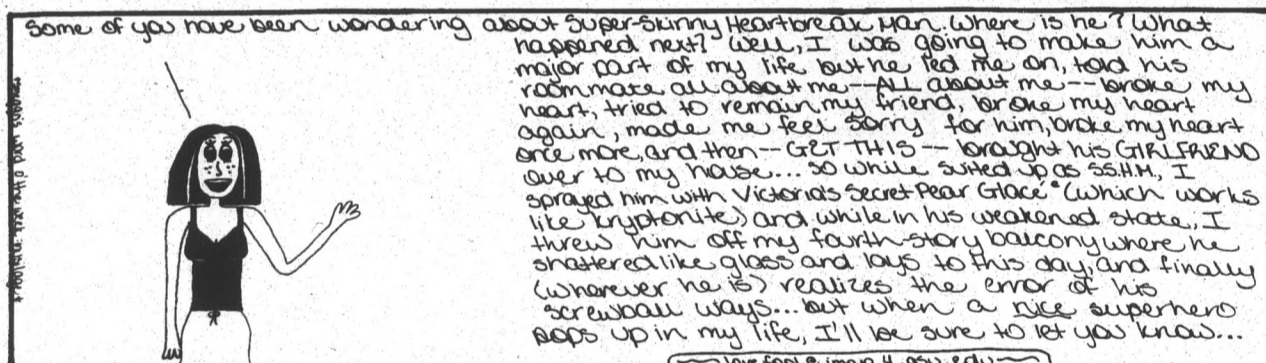 Some of you have been wondering about Super-Skinny Heartbreak Man. Where is he? What
happened next? Well, I was going to make him a
major part of my life but he led me on, told his
roommate all about me--ALL about me--broke my
heart, tried to remain my friend, broke my heart
again, made me feel sorry for him, broke my heart
once more, and then--GET THIS--brought his GIRLFRIEND
over to my house... So while suited up as S.S.H.M., I
sprayed him with Victoria's Secret Pear Glacé* (which works
like kryptonite) and while in his weakened state, I
threw him off my fourth-story balcony where he
shattered like glass and lays to this day, and finally
(wherever he is) realizes the error of his
screwball ways... but when a nice superhero
pops up in my life, I'll be sure to let you know...